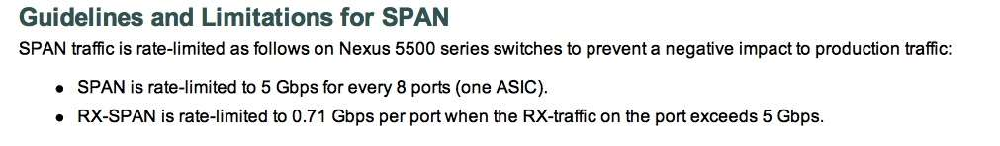 Guidelines and Limitations for SPAN
SPAN traffic is rate-limited as follows on Nexus 5500 series switches to prevent a negative impact to production traffic:
• SPAN is rate-limited to 5 Gbps for every 8 ports (one ASIC).
• RX-SPAN is rate-limited to 0.71 Gbps per port when the RX-traffic on the port exceeds 5 Gbps.